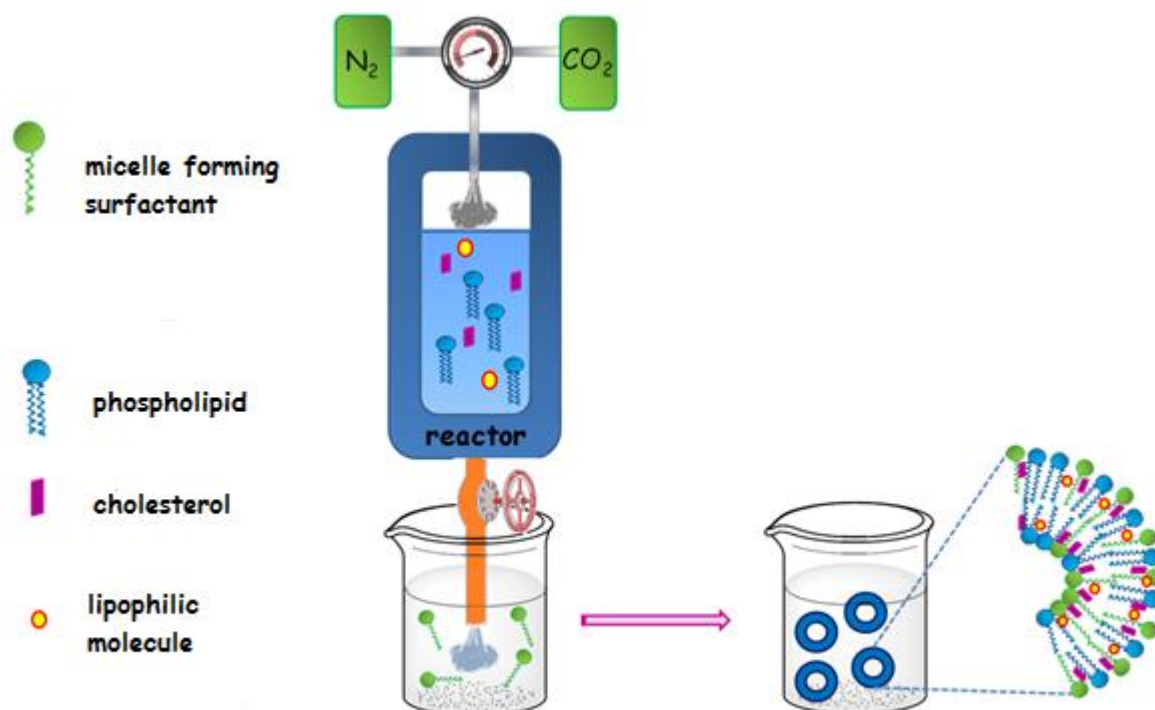 N2
CO2
micelle forming
surfactant
phospholipid
reactor
cholesterol
lipophilic
molecule